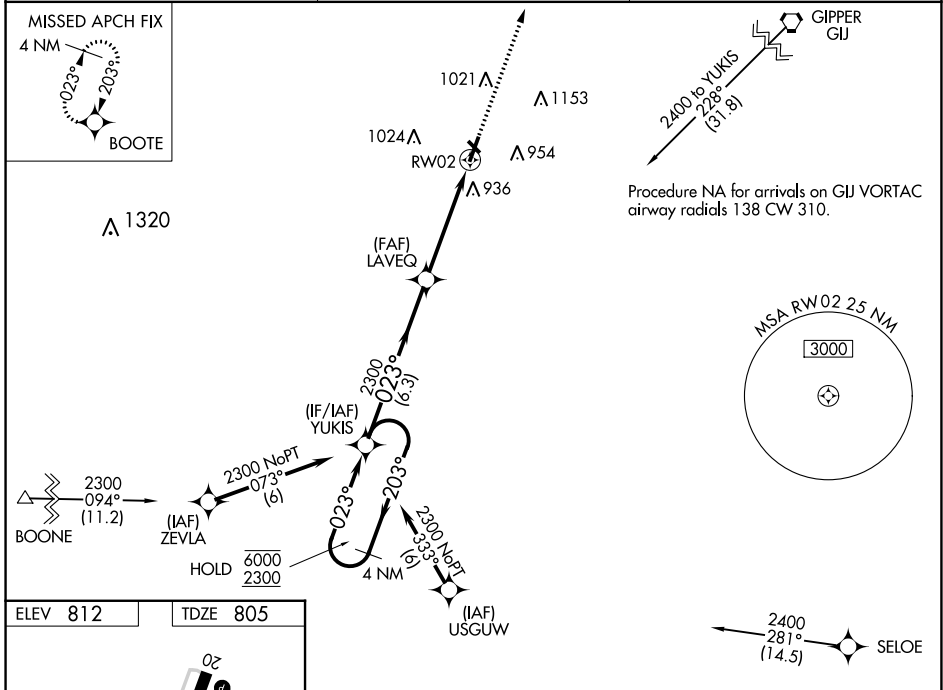 MISSED APCH FIX
4 NM
023°
203°
BOOTE
1021
1153
1024
RW02
954
936
GIPPER
GIJ
2400 to YUKIS
228°
(31.8)
Procedure NA for arrivals on GIJ VORTAC
airway radials 138 CW 310.
1320
(FAF)
LAVEQ
MSA RW02 25 NM
3000
2300
023°
(6.3)
(IF/IAF)
YUKIS
2300 NoPT
073°
(6)
2300
094°
(11.2)
BOONE
(IAF)
ZEVLA
023°
203°
HOLD
6000
2300
4 NM
2300 NoPT
333°
(6)
(IAF)
USGUW
2400
281°
(14.5)
SELOE
ELEV 812
TDZE 805
20
P